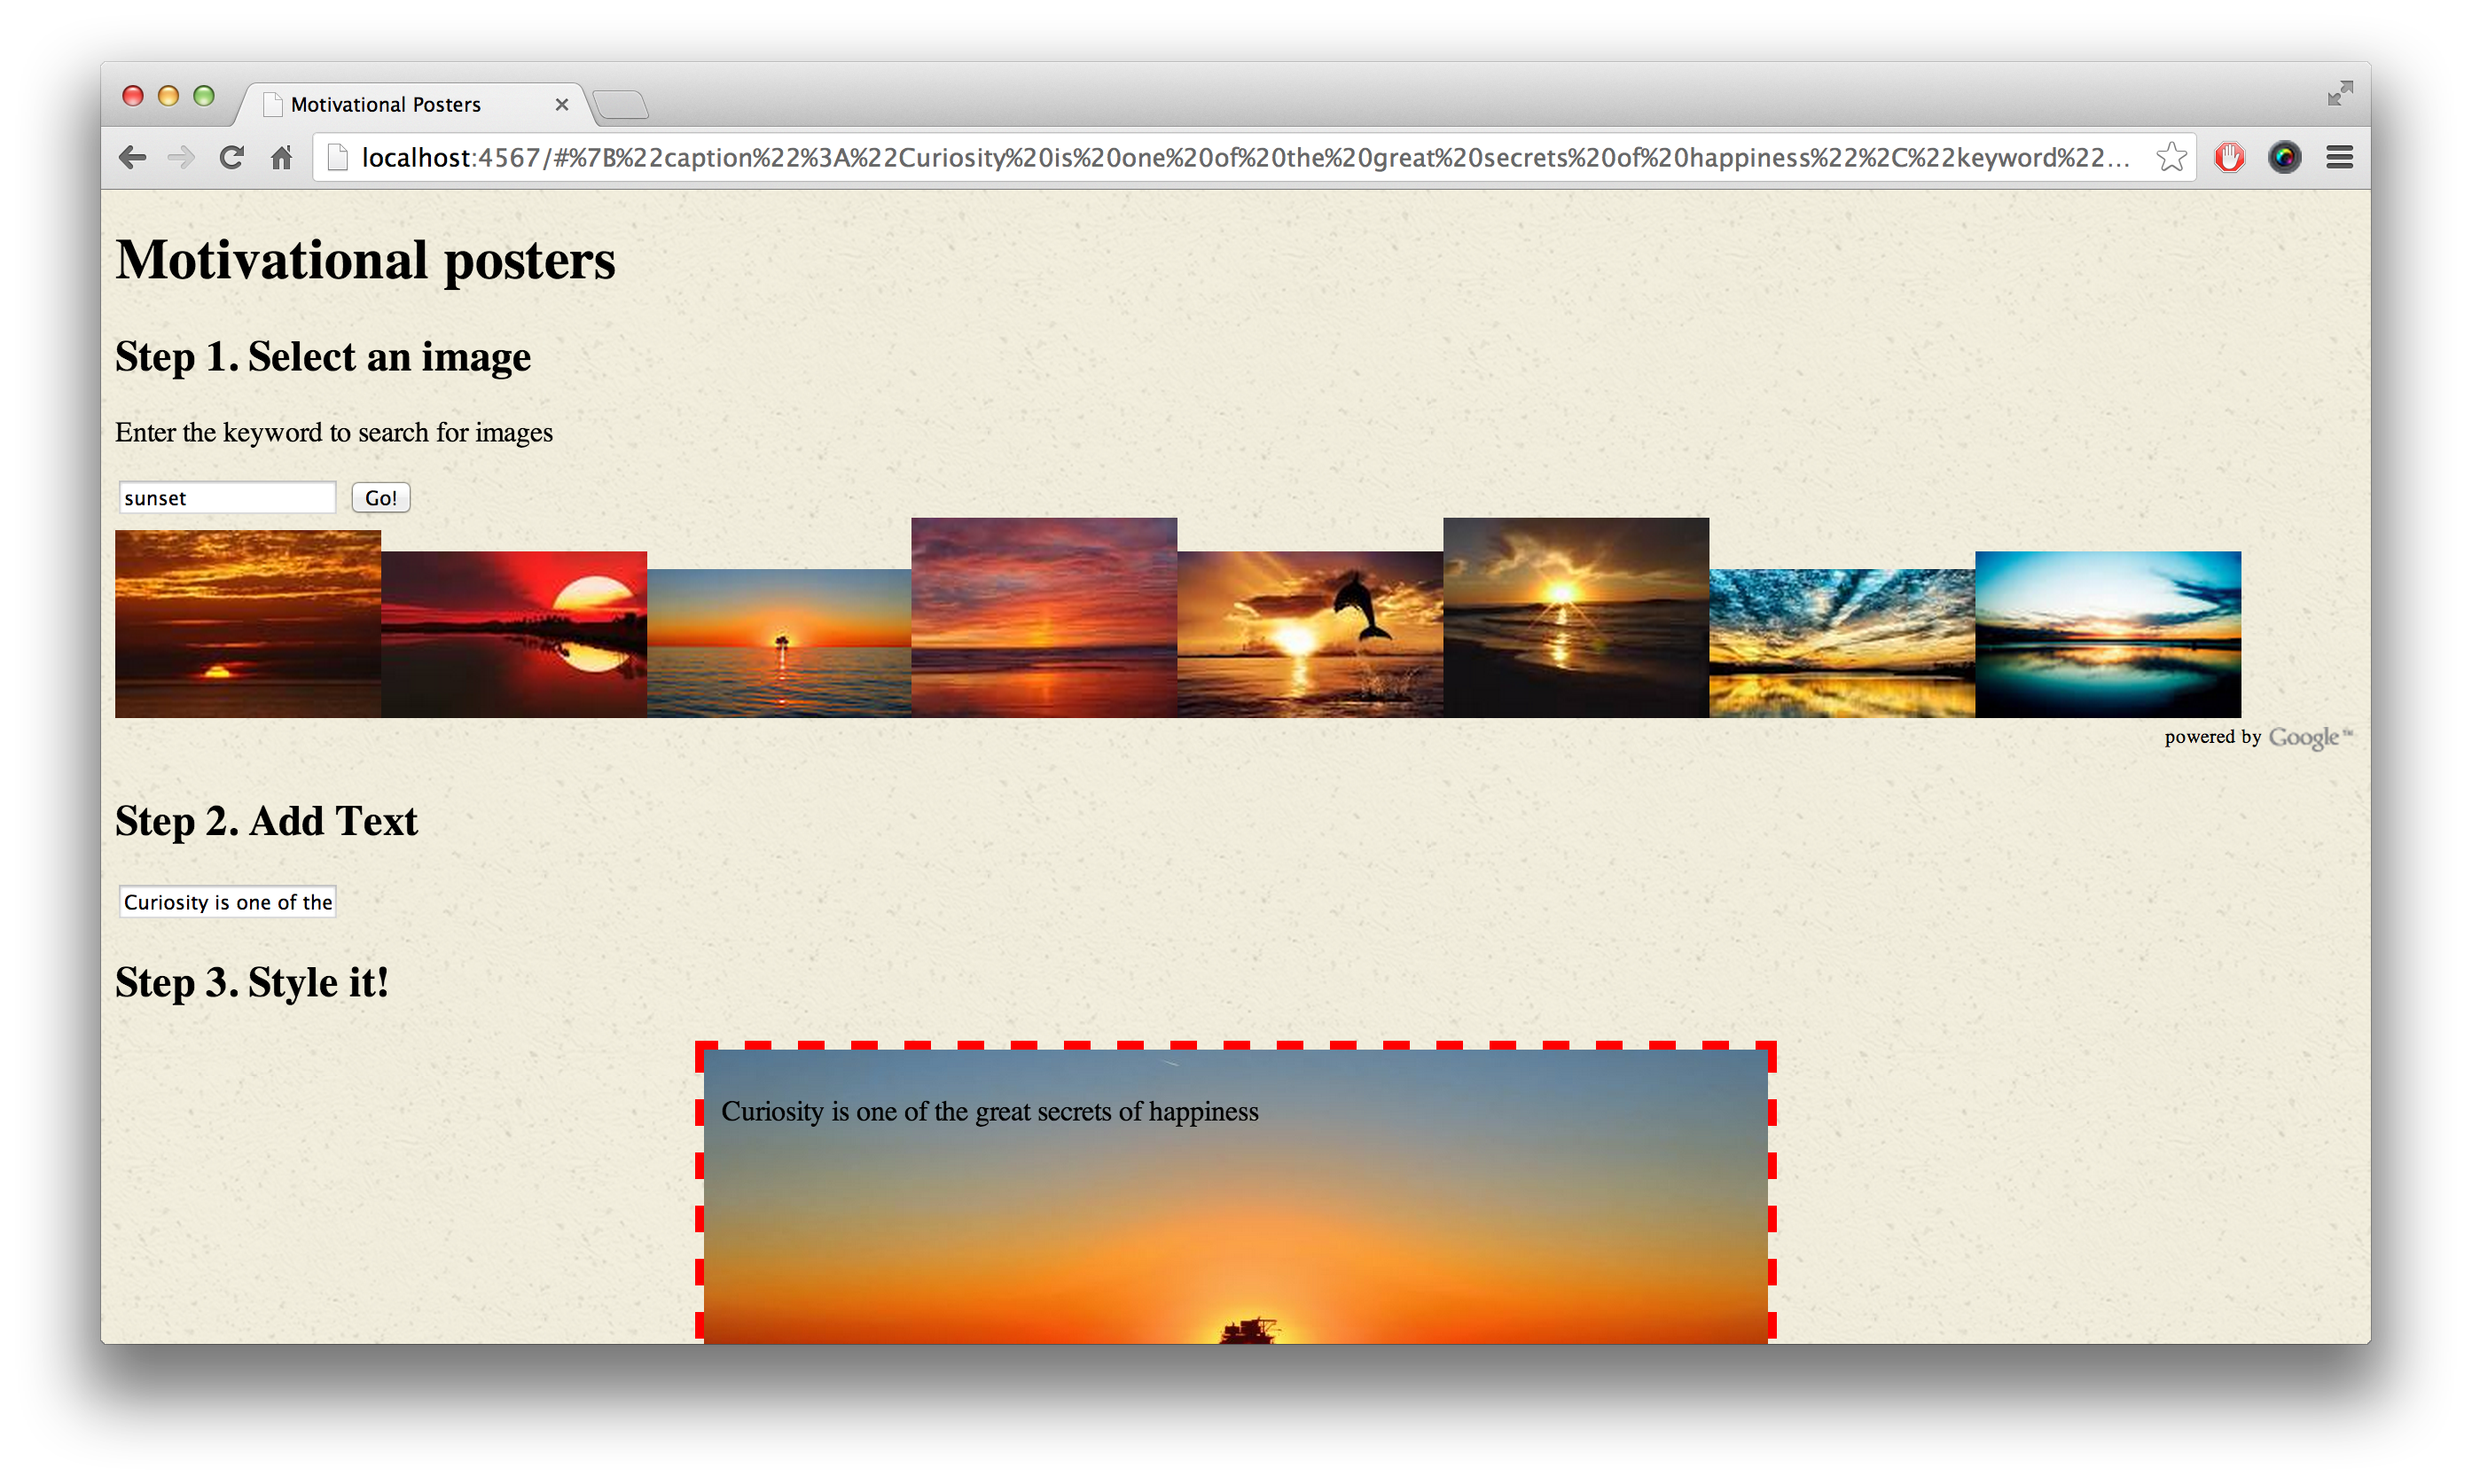 Motivational Posters
localhost:4567/#%7B%22caption%22%3A%22Curiosity%20is%20one%20of%20the%20great%20secrets%20of%20happiness%22%2C%22keyword%22...
Motivational posters
Step 1. Select an image
Enter the keyword to search for images
sunset Go!
powered by Google™
Step 2. Add Text
Curiosity is one of the
Step 3. Style it!
Curiosity is one of the great secrets of happiness